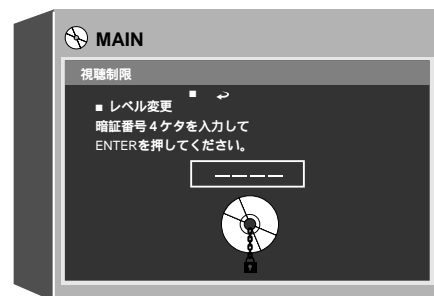 MAIN
視聴制限
■ レベル変更
暗証番号4ケタを入力して
ENTERを押してください。
– – – –